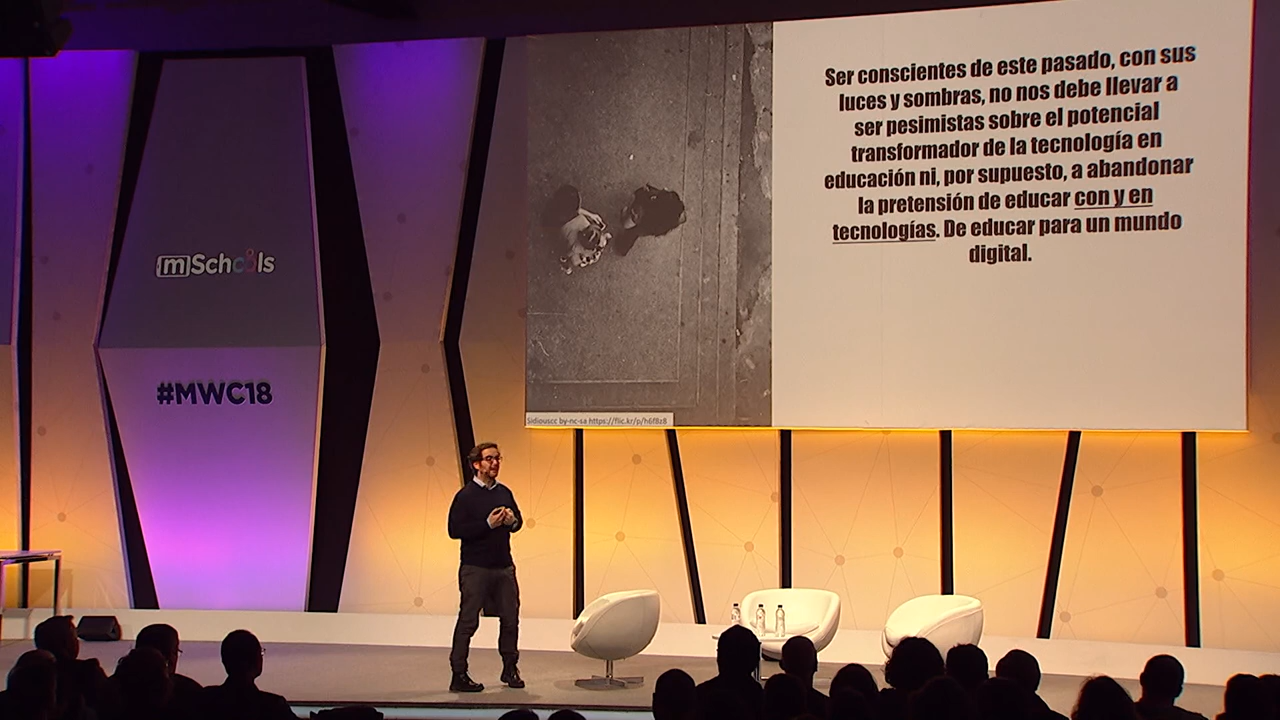 Ser conscientes de este pasado, con sus
luces y sombras, no nos debe llevar a
ser pesimistas sobre el potencial
transformador de la tecnología en
educación ni, por supuesto, a abandonar
la pretensión de educar con y en
tecnologías. De educar para un mundo
digital.
mSchools
#MWC18
Sidiouscc by-nc-sa https://flic.kr/p/h6f8z8